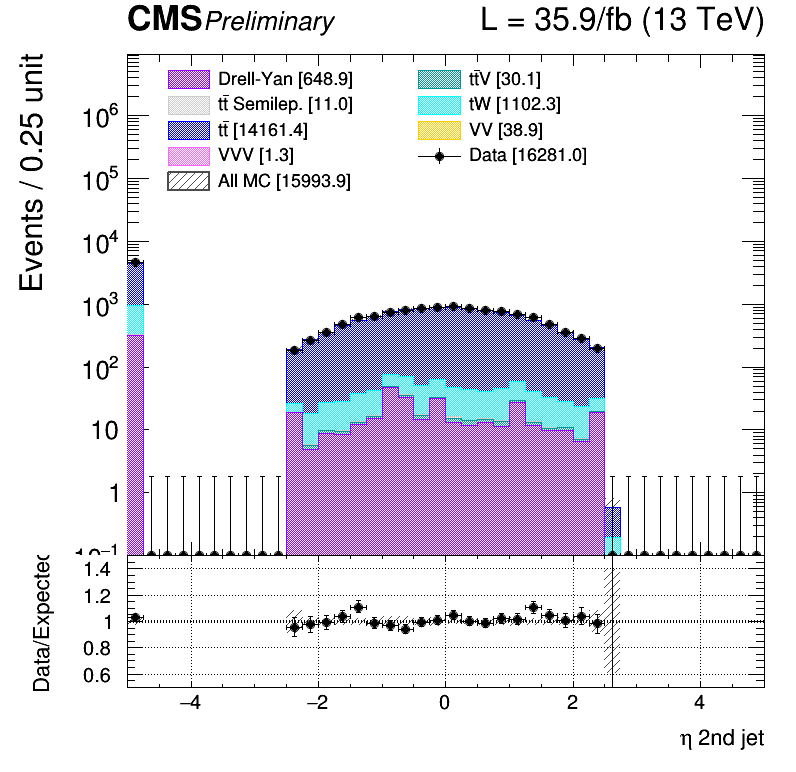 CMS Preliminary L = 35.9/fb (13 TeV)
Events / 0.25 unit
Drell-Yan [648.9]
tt̄ Semilep. [11.0]
tt̄ [14161.4]
VVV [1.3]
All MC [15993.9]
tt̄V [30.1]
tW [1102.3]
VV [38.9]
Data [16281.0]
10⁶
10⁵
10⁴
10³
10²
10
1
10⁻¹
Data/Expected
1.4
1.2
1
0.8
0.6
−4 −2 0 2 4
η 2nd jet